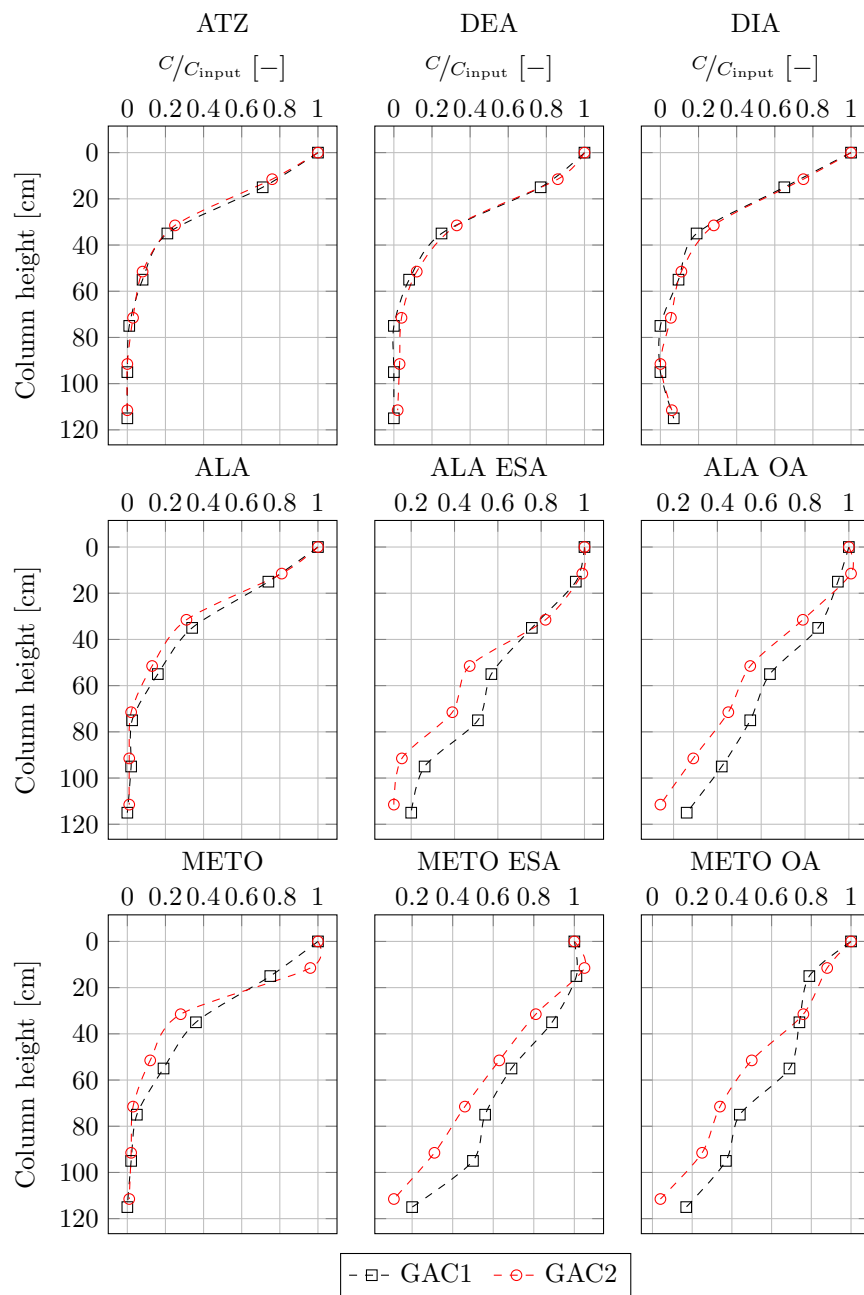 ATZ DEA DIA
C/C_input [–] C/C_input [–] C/C_input [–]
0 0.2 0.4 0.6 0.8 1 0 0.2 0.4 0.6 0.8 1 0 0.2 0.4 0.6 0.8 1
0
20
40
60
80
100
120
Column height [cm]
ALA ALA ESA ALA OA
0 0.2 0.4 0.6 0.8 1 0.2 0.4 0.6 0.8 1 0.2 0.4 0.6 0.8 1
0
20
40
60
80
100
120
Column height [cm]
METO METO ESA METO OA
0 0.2 0.4 0.6 0.8 1 0.2 0.4 0.6 0.8 1 0 0.2 0.4 0.6 0.8 1
0
20
40
60
80
100
120
Column height [cm]
GAC1 GAC2